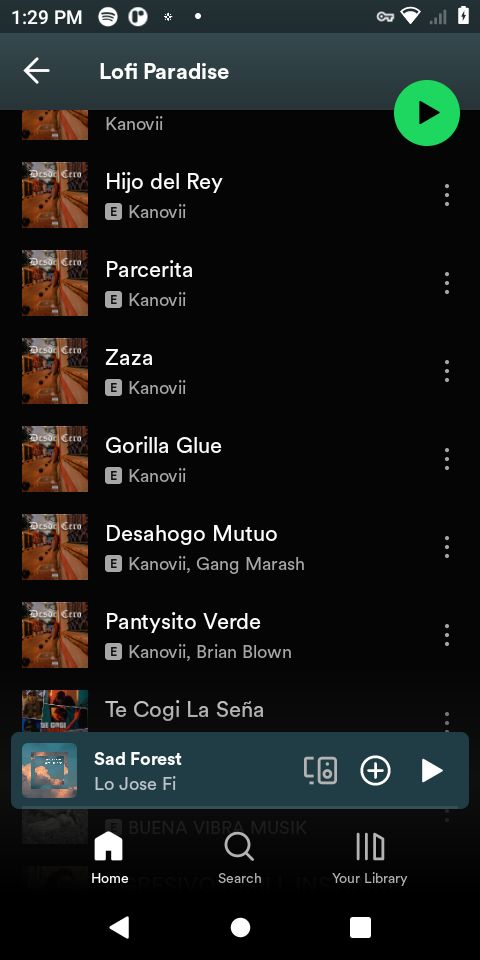 1:29 PM
Lofi Paradise
Kanovii
Hijo del Rey
E Kanovii
Parcerita
E Kanovii
Zaza
E Kanovii
Gorilla Glue
E Kanovii
Desahogo Mutuo
E Kanovii, Gang Marash
Pantysito Verde
E Kanovii, Brian Blown
Te Cogi La Seña
Sad Forest
Lo Jose Fi
E BUENA VIBRA MUSIK
Home
Search
Your Library